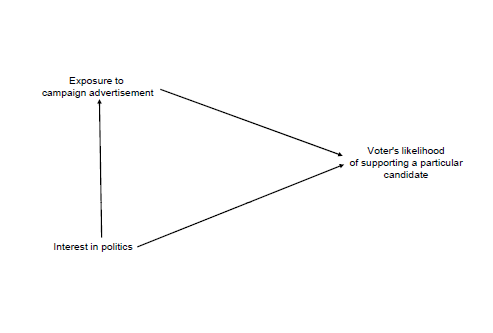 Exposure to
campaign advertisement
Voter's likelihood
of supporting a particular
candidate
Interest in politics